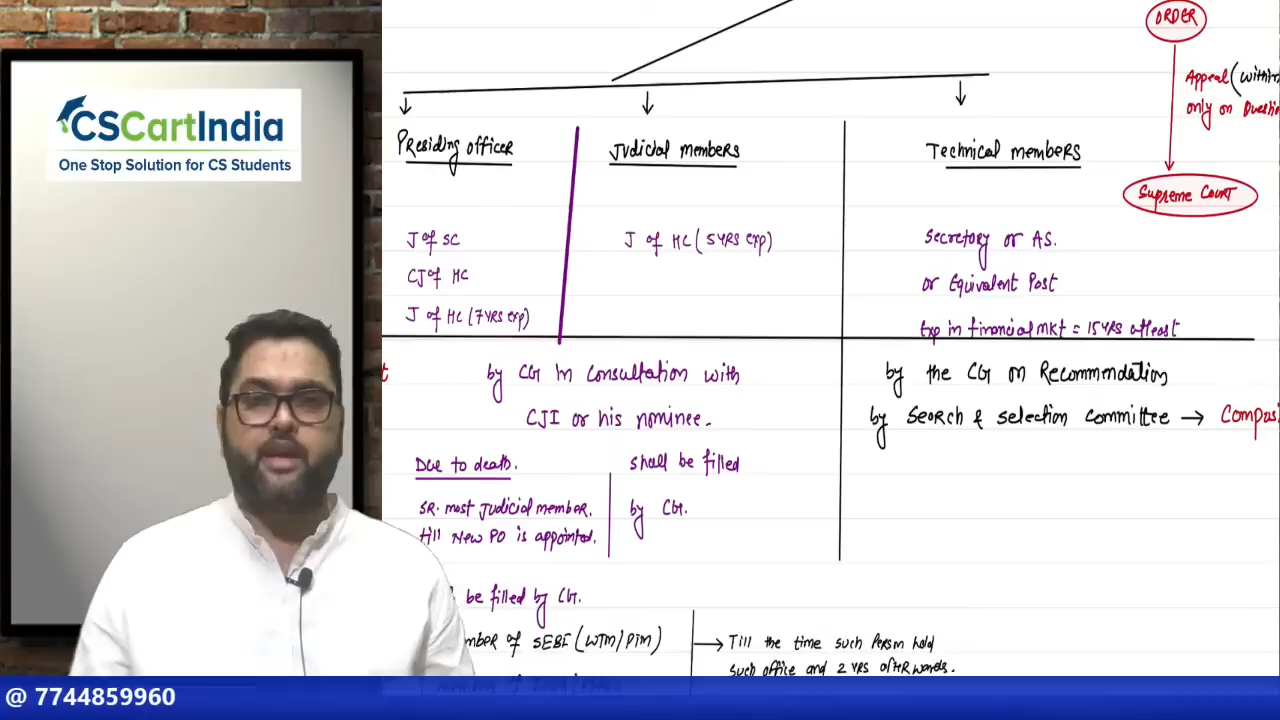 CSCartIndia
One Stop Solution for CS Students
ORDER
Appeal (within
only on Questio
Supreme Court
Presiding officer
Judicial members
Technical members
J of SC
CJ of HC
J of HC (7 YRS exp)
J of HC (5 YRS exp)
Secretory or AS.
or Equivalent Post
Exp in financial mkt = 15 YRS atleast
t
by CG in consultation with
CJI or his nominee.
by the CG on Recommendation
by Search & selection committee → Compusi
Due to death.
SR. most Judicial member.
till New PO is appointed.
shall be filled
by CG.
be filled by CG.
mber of SEBI (WTM/PTM)
→ Till the time such Person hold
such office and 2 YRS afterwards.
@ 7744859960